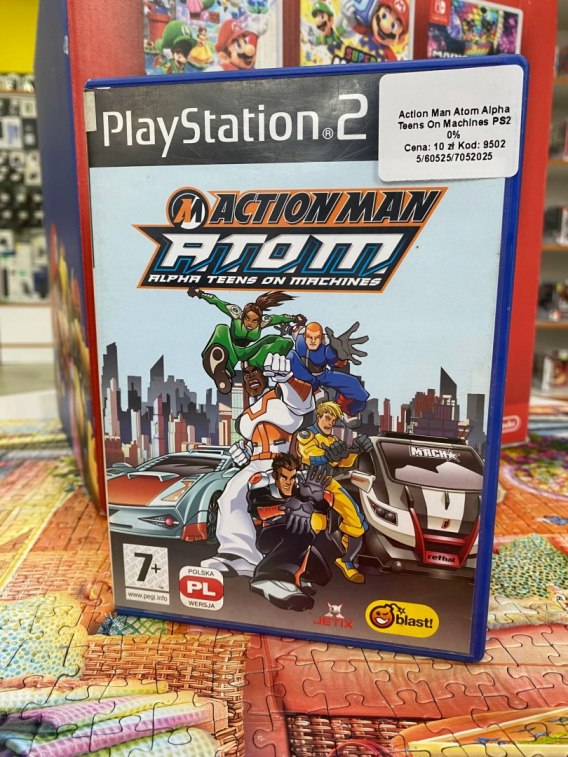 PlayStation®2
Action Man Atom Alpha
Teens On Machines PS2
0%
Cena: 10 zł Kod: 9502
5/60525/7052025
ACTION MAN
A.T.O.M.
ALPHA TEENS ON MACHINES
MACH
rethal
7+
www.pegi.info
POLSKA
PL
WERSJA
JETIX
blast!